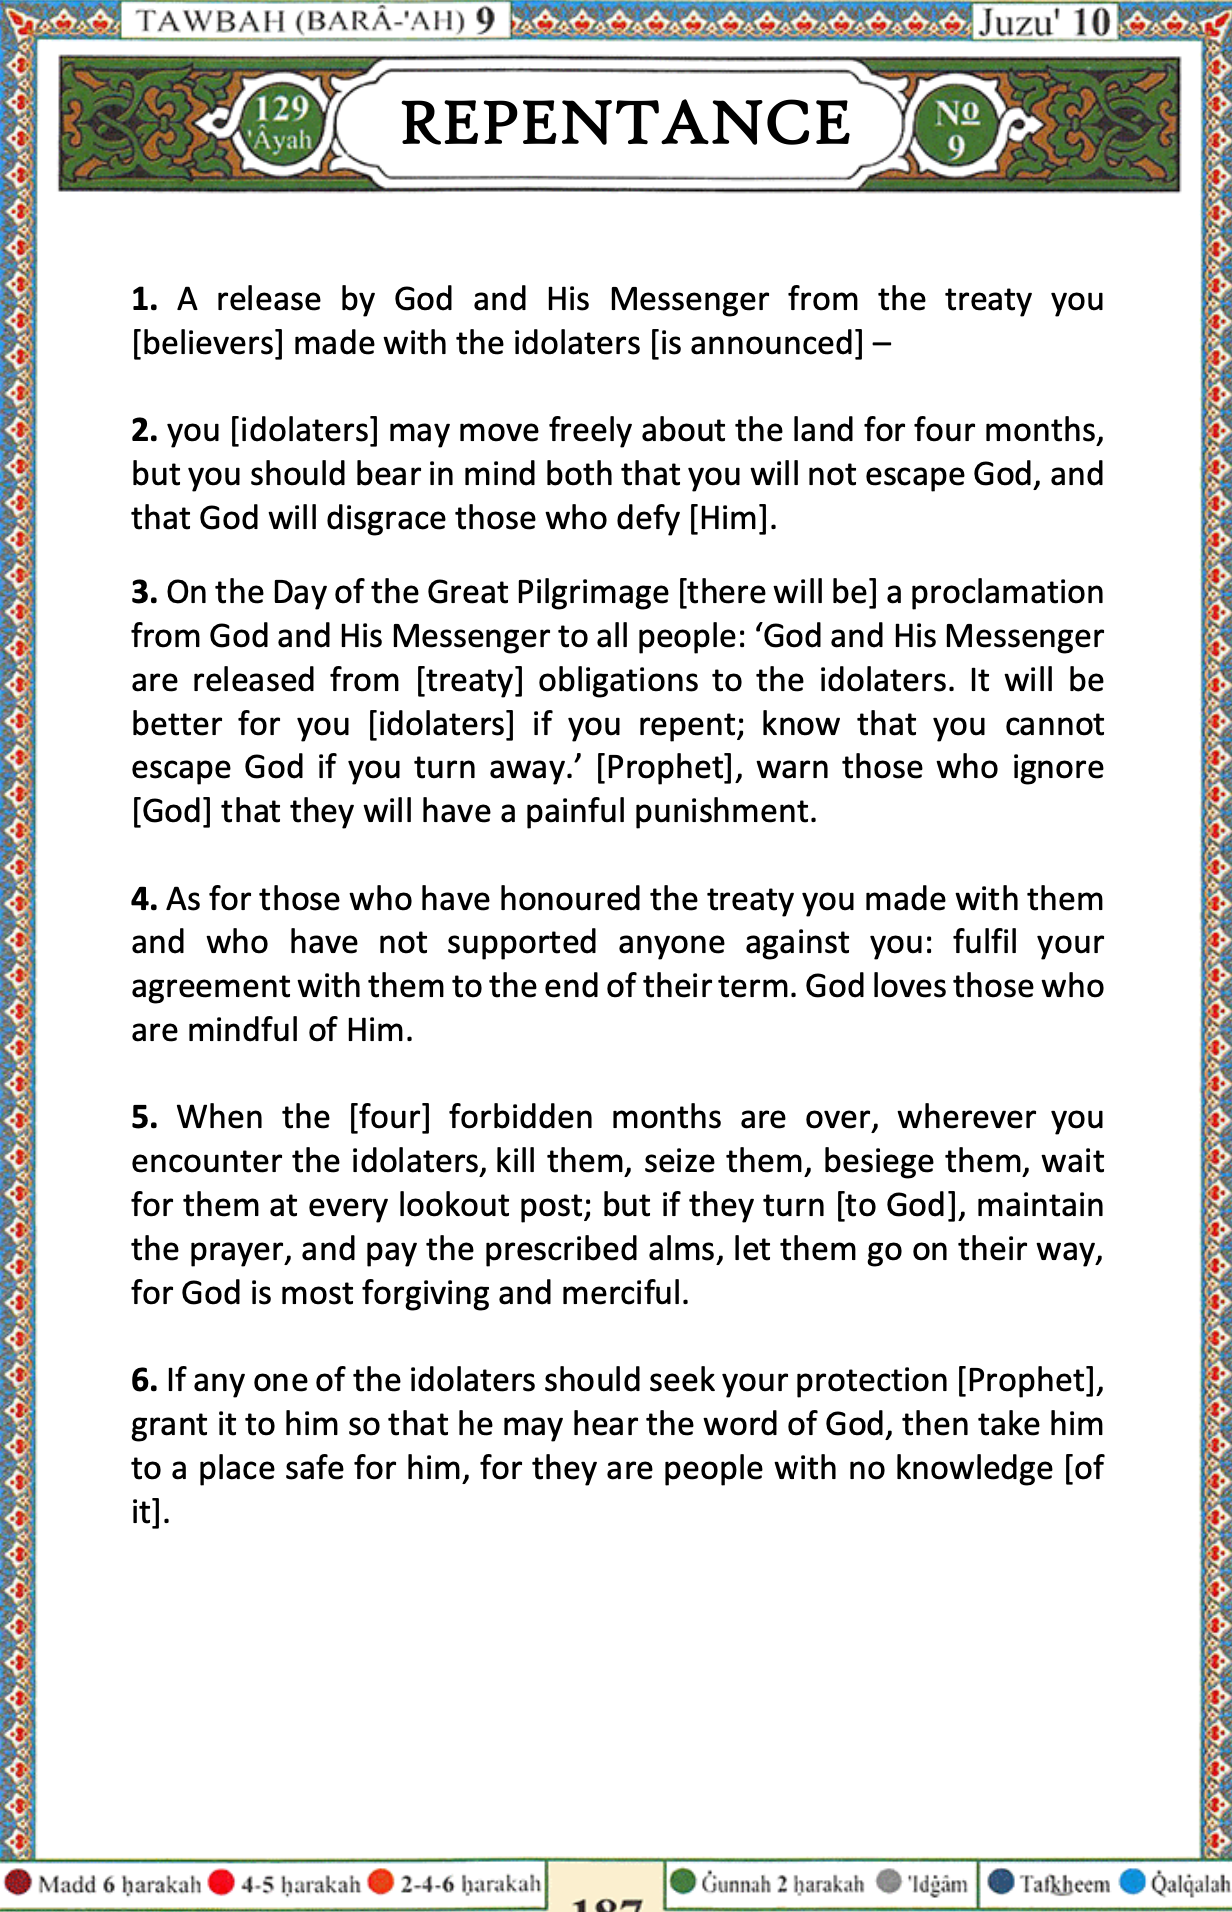 TAWBAH (BARÂ-'AH) 9
Juzu' 10
129
'Âyah
REPENTANCE
No
9
1. A release by God and His Messenger from the treaty you
[believers] made with the idolaters [is announced] –
2. you [idolaters] may move freely about the land for four months,
but you should bear in mind both that you will not escape God, and
that God will disgrace those who defy [Him].
3. On the Day of the Great Pilgrimage [there will be] a proclamation
from God and His Messenger to all people: ‘God and His Messenger
are released from [treaty] obligations to the idolaters. It will be
better for you [idolaters] if you repent; know that you cannot
escape God if you turn away.’ [Prophet], warn those who ignore
[God] that they will have a painful punishment.
4. As for those who have honoured the treaty you made with them
and who have not supported anyone against you: fulfil your
agreement with them to the end of their term. God loves those who
are mindful of Him.
5. When the [four] forbidden months are over, wherever you
encounter the idolaters, kill them, seize them, besiege them, wait
for them at every lookout post; but if they turn [to God], maintain
the prayer, and pay the prescribed alms, let them go on their way,
for God is most forgiving and merciful.
6. If any one of the idolaters should seek your protection [Prophet],
grant it to him so that he may hear the word of God, then take him
to a place safe for him, for they are people with no knowledge [of
it].
Madd 6 ḥarakah 4-5 ḥarakah 2-4-6 ḥarakah
187
Ġunnah 2 ḥarakah 'Idġâm
Tafkheem Q̇alq̇alah